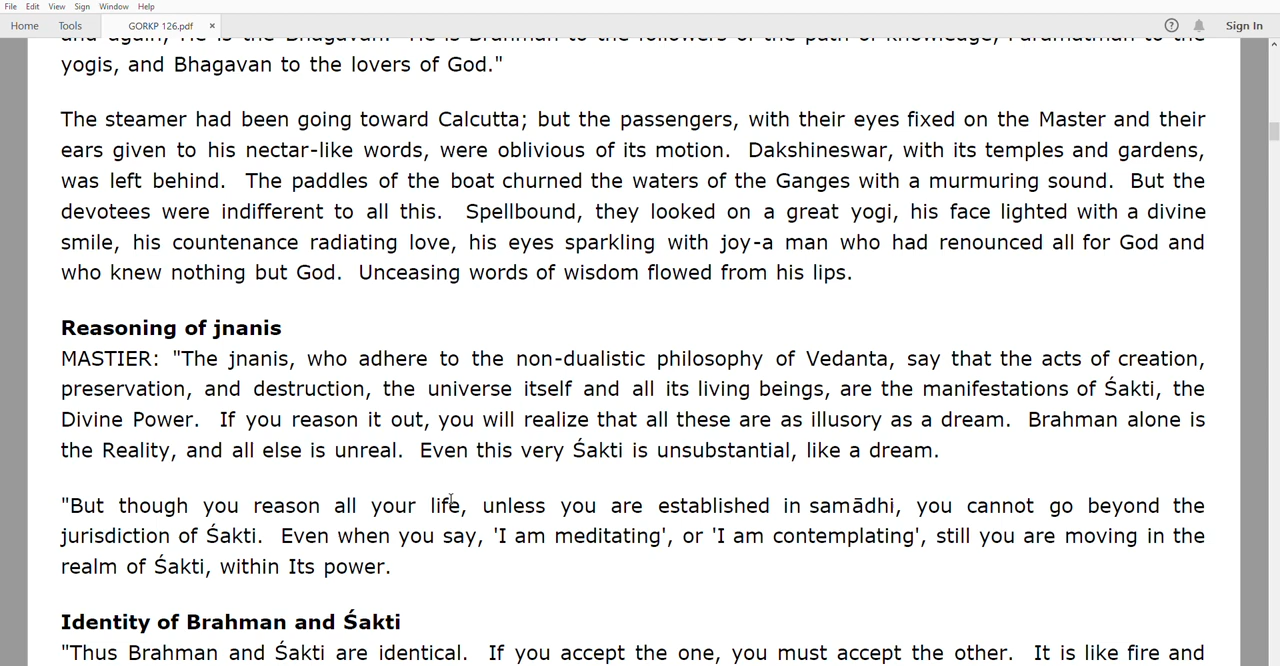 File Edit View Sign Window Help
Home Tools GORKP 126.pdf × Sign In
yogis, and Bhagavan to the lovers of God."
The steamer had been going toward Calcutta; but the passengers, with their eyes fixed on the Master and their
ears given to his nectar-like words, were oblivious of its motion. Dakshineswar, with its temples and gardens,
was left behind. The paddles of the boat churned the waters of the Ganges with a murmuring sound. But the
devotees were indifferent to all this. Spellbound, they looked on a great yogi, his face lighted with a divine
smile, his countenance radiating love, his eyes sparkling with joy-a man who had renounced all for God and
who knew nothing but God. Unceasing words of wisdom flowed from his lips.
Reasoning of jnanis
MASTIER: "The jnanis, who adhere to the non-dualistic philosophy of Vedanta, say that the acts of creation,
preservation, and destruction, the universe itself and all its living beings, are the manifestations of Śakti, the
Divine Power. If you reason it out, you will realize that all these are as illusory as a dream. Brahman alone is
the Reality, and all else is unreal. Even this very Śakti is unsubstantial, like a dream.
"But though you reason all your life, unless you are established in samādhi, you cannot go beyond the
jurisdiction of Śakti. Even when you say, 'I am meditating', or 'I am contemplating', still you are moving in the
realm of Śakti, within Its power.
Identity of Brahman and Śakti
"Thus Brahman and Śakti are identical. If you accept the one, you must accept the other. It is like fire and